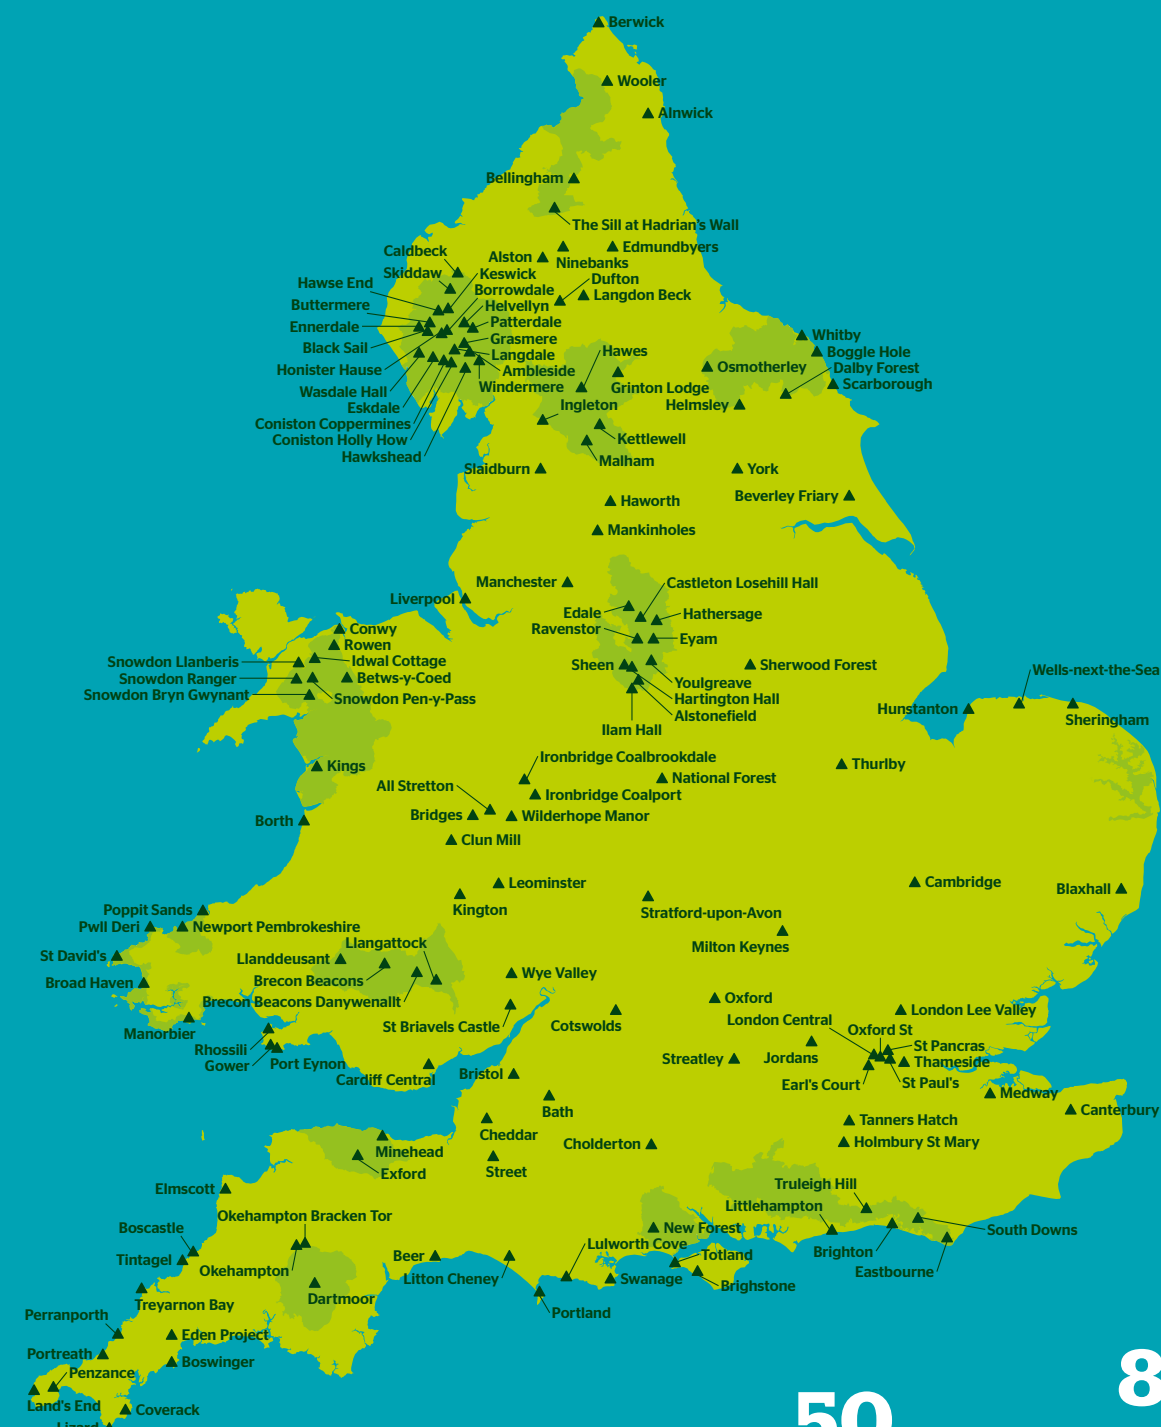 Berwick
Wooler
Alnwick
Bellingham
The Sill at Hadrian's Wall
Edmundbyers
Caldbeck
Alston
Ninebanks
Skiddaw
Keswick
Dufton
Hawse End
Borrowdale
Langdon Beck
Buttermere
Helvellyn
Ennerdale
Patterdale
Whitby
Grasmere
Black Sail
Langdale
Hawes
Boggle Hole
Honister Hause
Ambleside
Osmotherley
Dalby Forest
Wasdale Hall
Windermere
Grinton Lodge
Scarborough
Eskdale
Ingleton
Helmsley
Coniston Coppermines
Coniston Holly How
Kettlewell
Hawkshead
Malham
Slaidburn
York
Haworth
Beverley Friary
Mankinholes
Manchester
Castleton Losehill Hall
Liverpool
Edale
Hathersage
Conwy
Ravenstor
Eyam
Rowen
Snowdon Llanberis
Idwal Cottage
Sheen
Sherwood Forest
Wells-next-the-Sea
Snowdon Ranger
Betws-y-Coed
Youlgreave
Snowdon Bryn Gwynant
Snowdon Pen-y-Pass
Hartington Hall
Hunstanton
Alstonefield
Sheringham
Ilam Hall
Ironbridge Coalbrookdale
Kings
Thurlby
All Stretton
National Forest
Ironbridge Coalport
Borth
Bridges
Wilderhope Manor
Clun Mill
Leominster
Cambridge
Blaxhall
Poppit Sands
Kington
Stratford-upon-Avon
Pwll Deri
Newport Pembrokeshire
Milton Keynes
Llangattock
St David's
Llanddeusant
Broad Haven
Brecon Beacons
Wye Valley
Brecon Beacons Danywenallt
Oxford
Manorbier
St Briavels Castle
Cotswolds
London Central
London Lee Valley
Rhossili
Oxford St
Gower
Port Eynon
Streatley
Jordans
St Pancras
Cardiff Central
Bristol
Thameside
Earl's Court
St Paul's
Medway
Bath
Canterbury
Cheddar
Tanners Hatch
Minehead
Cholderton
Holmbury St Mary
Exford
Street
Elmscott
Truleigh Hill
Okehampton Bracken Tor
Littlehampton
Boscastle
New Forest
South Downs
Tintagel
Lulworth Cove
Okehampton
Beer
Totland
Brighton
Litton Cheney
Swanage
Eastbourne
Treyarnon Bay
Dartmoor
Brighstone
Perranporth
Portland
Eden Project
Portreath
Boswinger
Penzance
8
Land's End
Coverack
50
Lizard